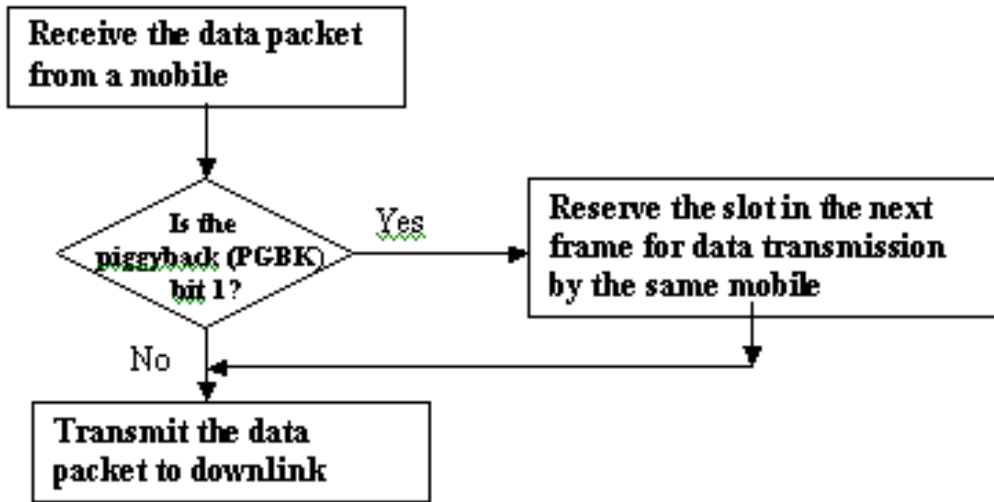 Receive the data packet
from a mobile
Is the
piggyback (PGBK)
bit 1?
Yes
Reserve the slot in the next
frame for data transmission
by the same mobile
No
Transmit the data
packet to downlink